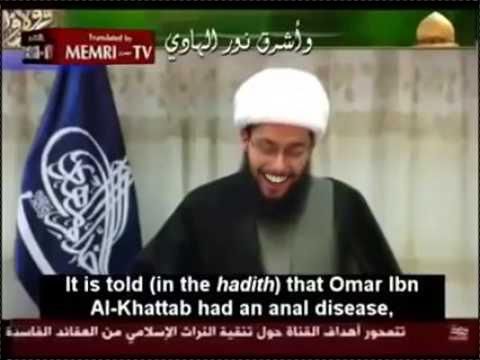 Translated by
MEMRI TV
وأشرق نور الهادي
It is told (in the hadith) that Omar Ibn
Al-Khattab had an anal disease,
تتمحور أهداف القناة حول تنقية التراث الإسلامي من العقائد الفاسدة